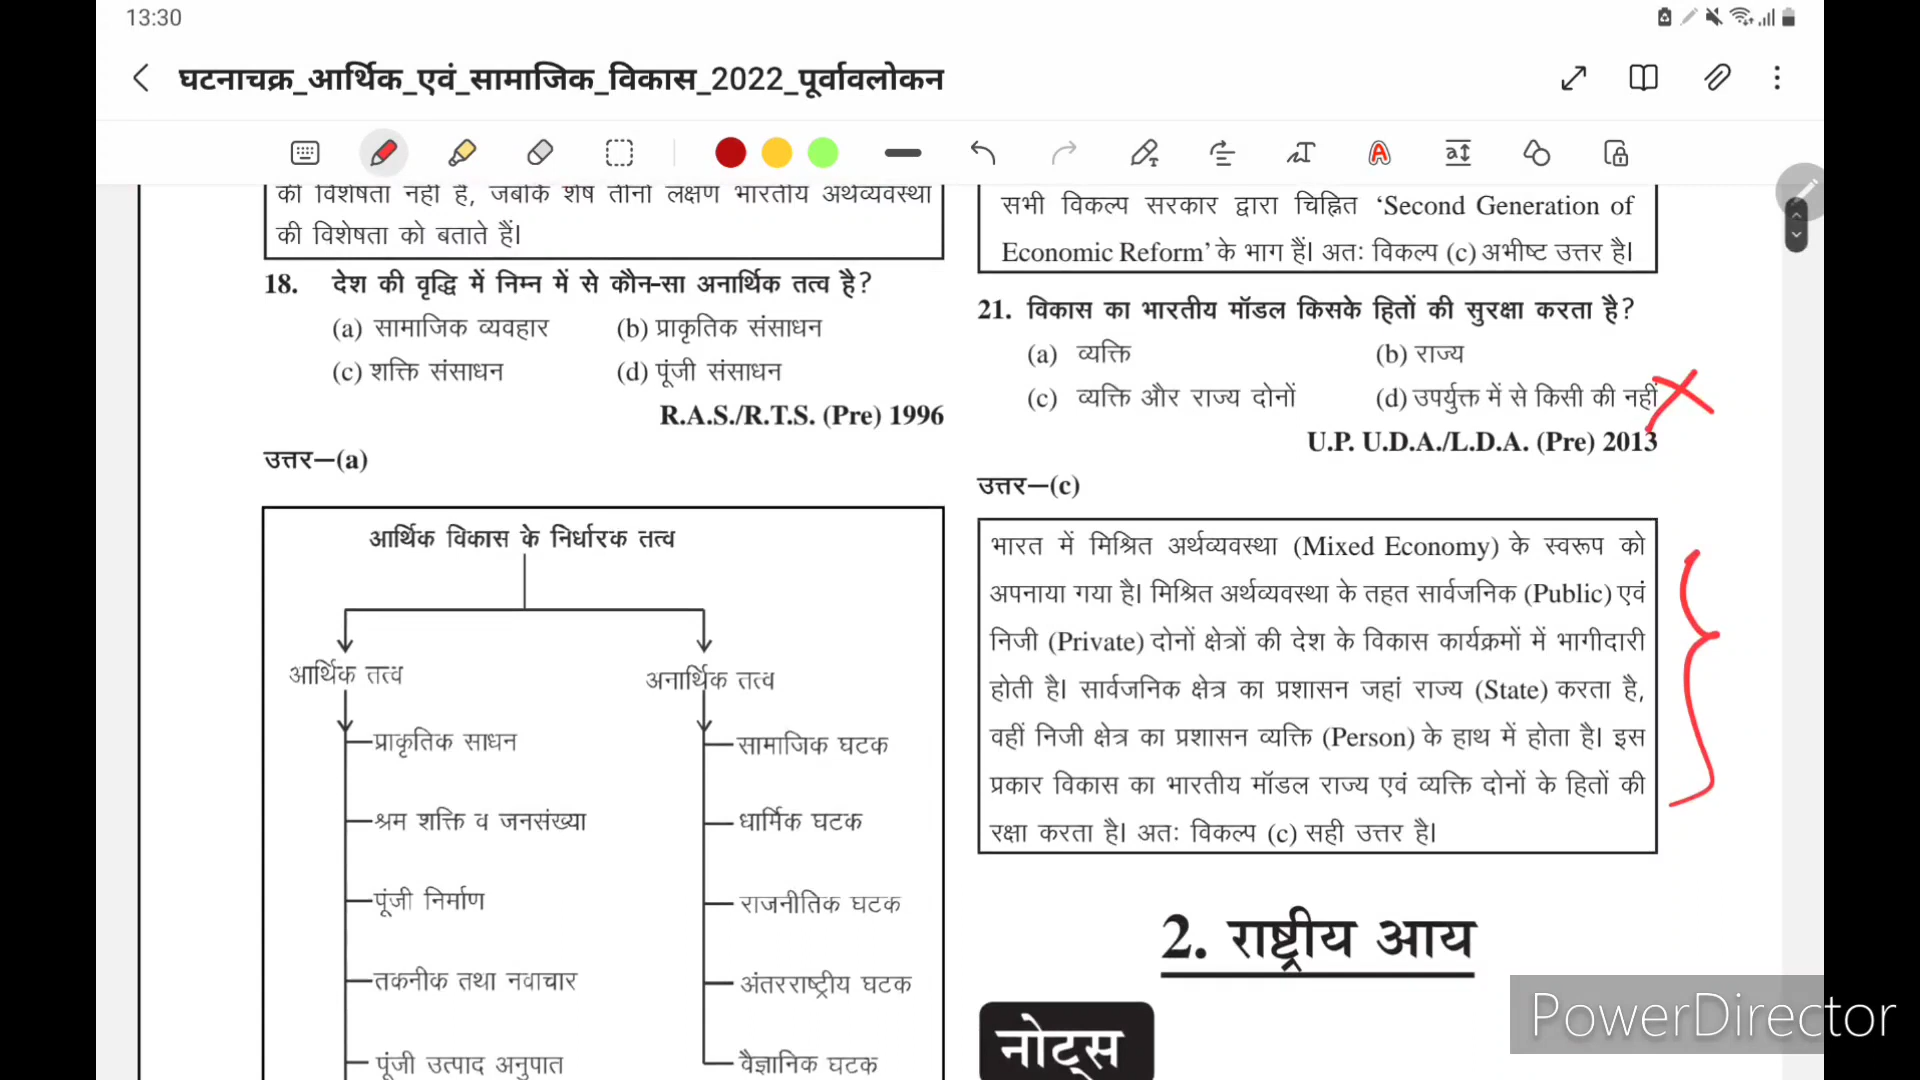 13:30
घटनाचक्र_आर्थिक_एवं_सामाजिक_विकास_2022_पूर्वावलोकन
की विशेषता नहीं है, जबकि शेष तीनों लक्षण भारतीय अर्थव्यवस्था
की विशेषता को बताते हैं।
18. देश की वृद्धि में निम्न में से कौन-सा अनार्थिक तत्व है?
(a) सामाजिक व्यवहार (b) प्राकृतिक संसाधन
(c) शक्ति संसाधन (d) पूंजी संसाधन
R.A.S./R.T.S. (Pre) 1996
उत्तर—(a)
आर्थिक विकास के निर्धारक तत्व
आर्थिक तत्व अनार्थिक तत्व
प्राकृतिक साधन सामाजिक घटक
श्रम शक्ति व जनसंख्या धार्मिक घटक
पूंजी निर्माण राजनीतिक घटक
तकनीक तथा नवाचार अंतरराष्ट्रीय घटक
पूंजी उत्पाद अनुपात वैज्ञानिक घटक
सभी विकल्प सरकार द्वारा चिह्नित ‘Second Generation of
Economic Reform’ के भाग हैं। अतः विकल्प (c) अभीष्ट उत्तर है।
21. विकास का भारतीय मॉडल किसके हितों की सुरक्षा करता है?
(a) व्यक्ति (b) राज्य
(c) व्यक्ति और राज्य दोनों (d) उपर्युक्त में से किसी की नहीं
U.P. U.D.A./L.D.A. (Pre) 2013
उत्तर—(c)
भारत में मिश्रित अर्थव्यवस्था (Mixed Economy) के स्वरूप को
अपनाया गया है। मिश्रित अर्थव्यवस्था के तहत सार्वजनिक (Public) एवं
निजी (Private) दोनों क्षेत्रों की देश के विकास कार्यक्रमों में भागीदारी
होती है। सार्वजनिक क्षेत्र का प्रशासन जहां राज्य (State) करता है,
वहीं निजी क्षेत्र का प्रशासन व्यक्ति (Person) के हाथ में होता है। इस
प्रकार विकास का भारतीय मॉडल राज्य एवं व्यक्ति दोनों के हितों की
रक्षा करता है। अतः विकल्प (c) सही उत्तर है।
2. राष्ट्रीय आय
नोट्स
PowerDirector